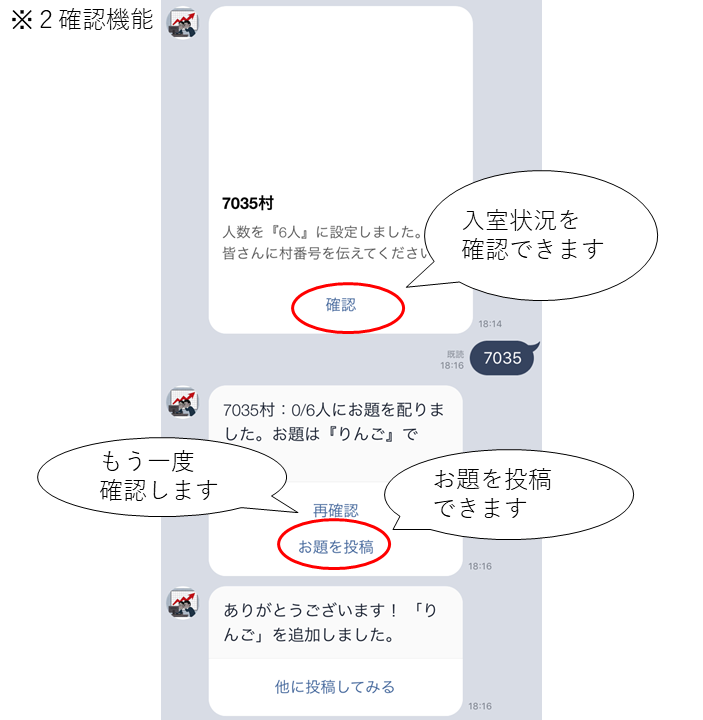 ※２確認機能
7035村
人数を『6人』に設定しました。
皆さんに村番号を伝えてください
入室状況を
確認できます
確認
18:14
既読
18:16
7035
7035村：0/6人にお題を配りま
した。お題は『りんご』で
もう一度
確認します
お題を投稿
できます
再確認
お題を投稿
18:16
ありがとうございます！「り
んご」を追加しました。
他に投稿してみる
18:16